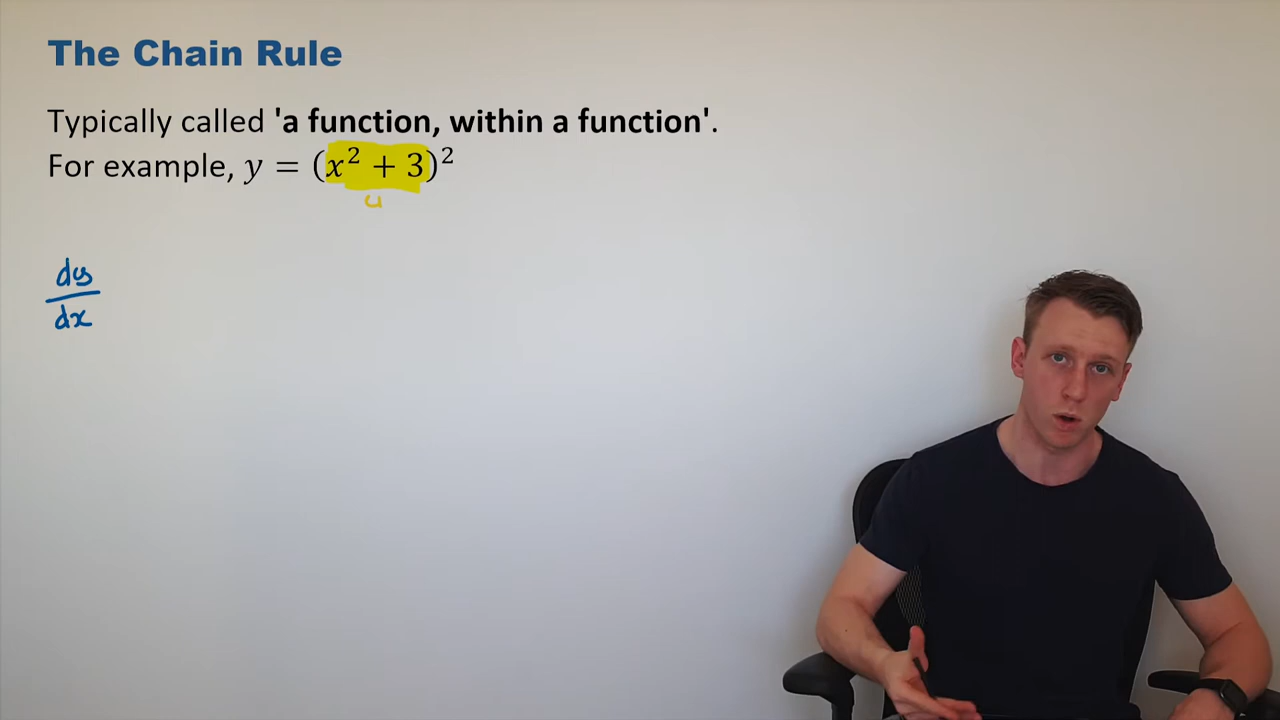 The Chain Rule
Typically called 'a function, within a function'.
For example, y = (x² + 3)²
u
dy
dx